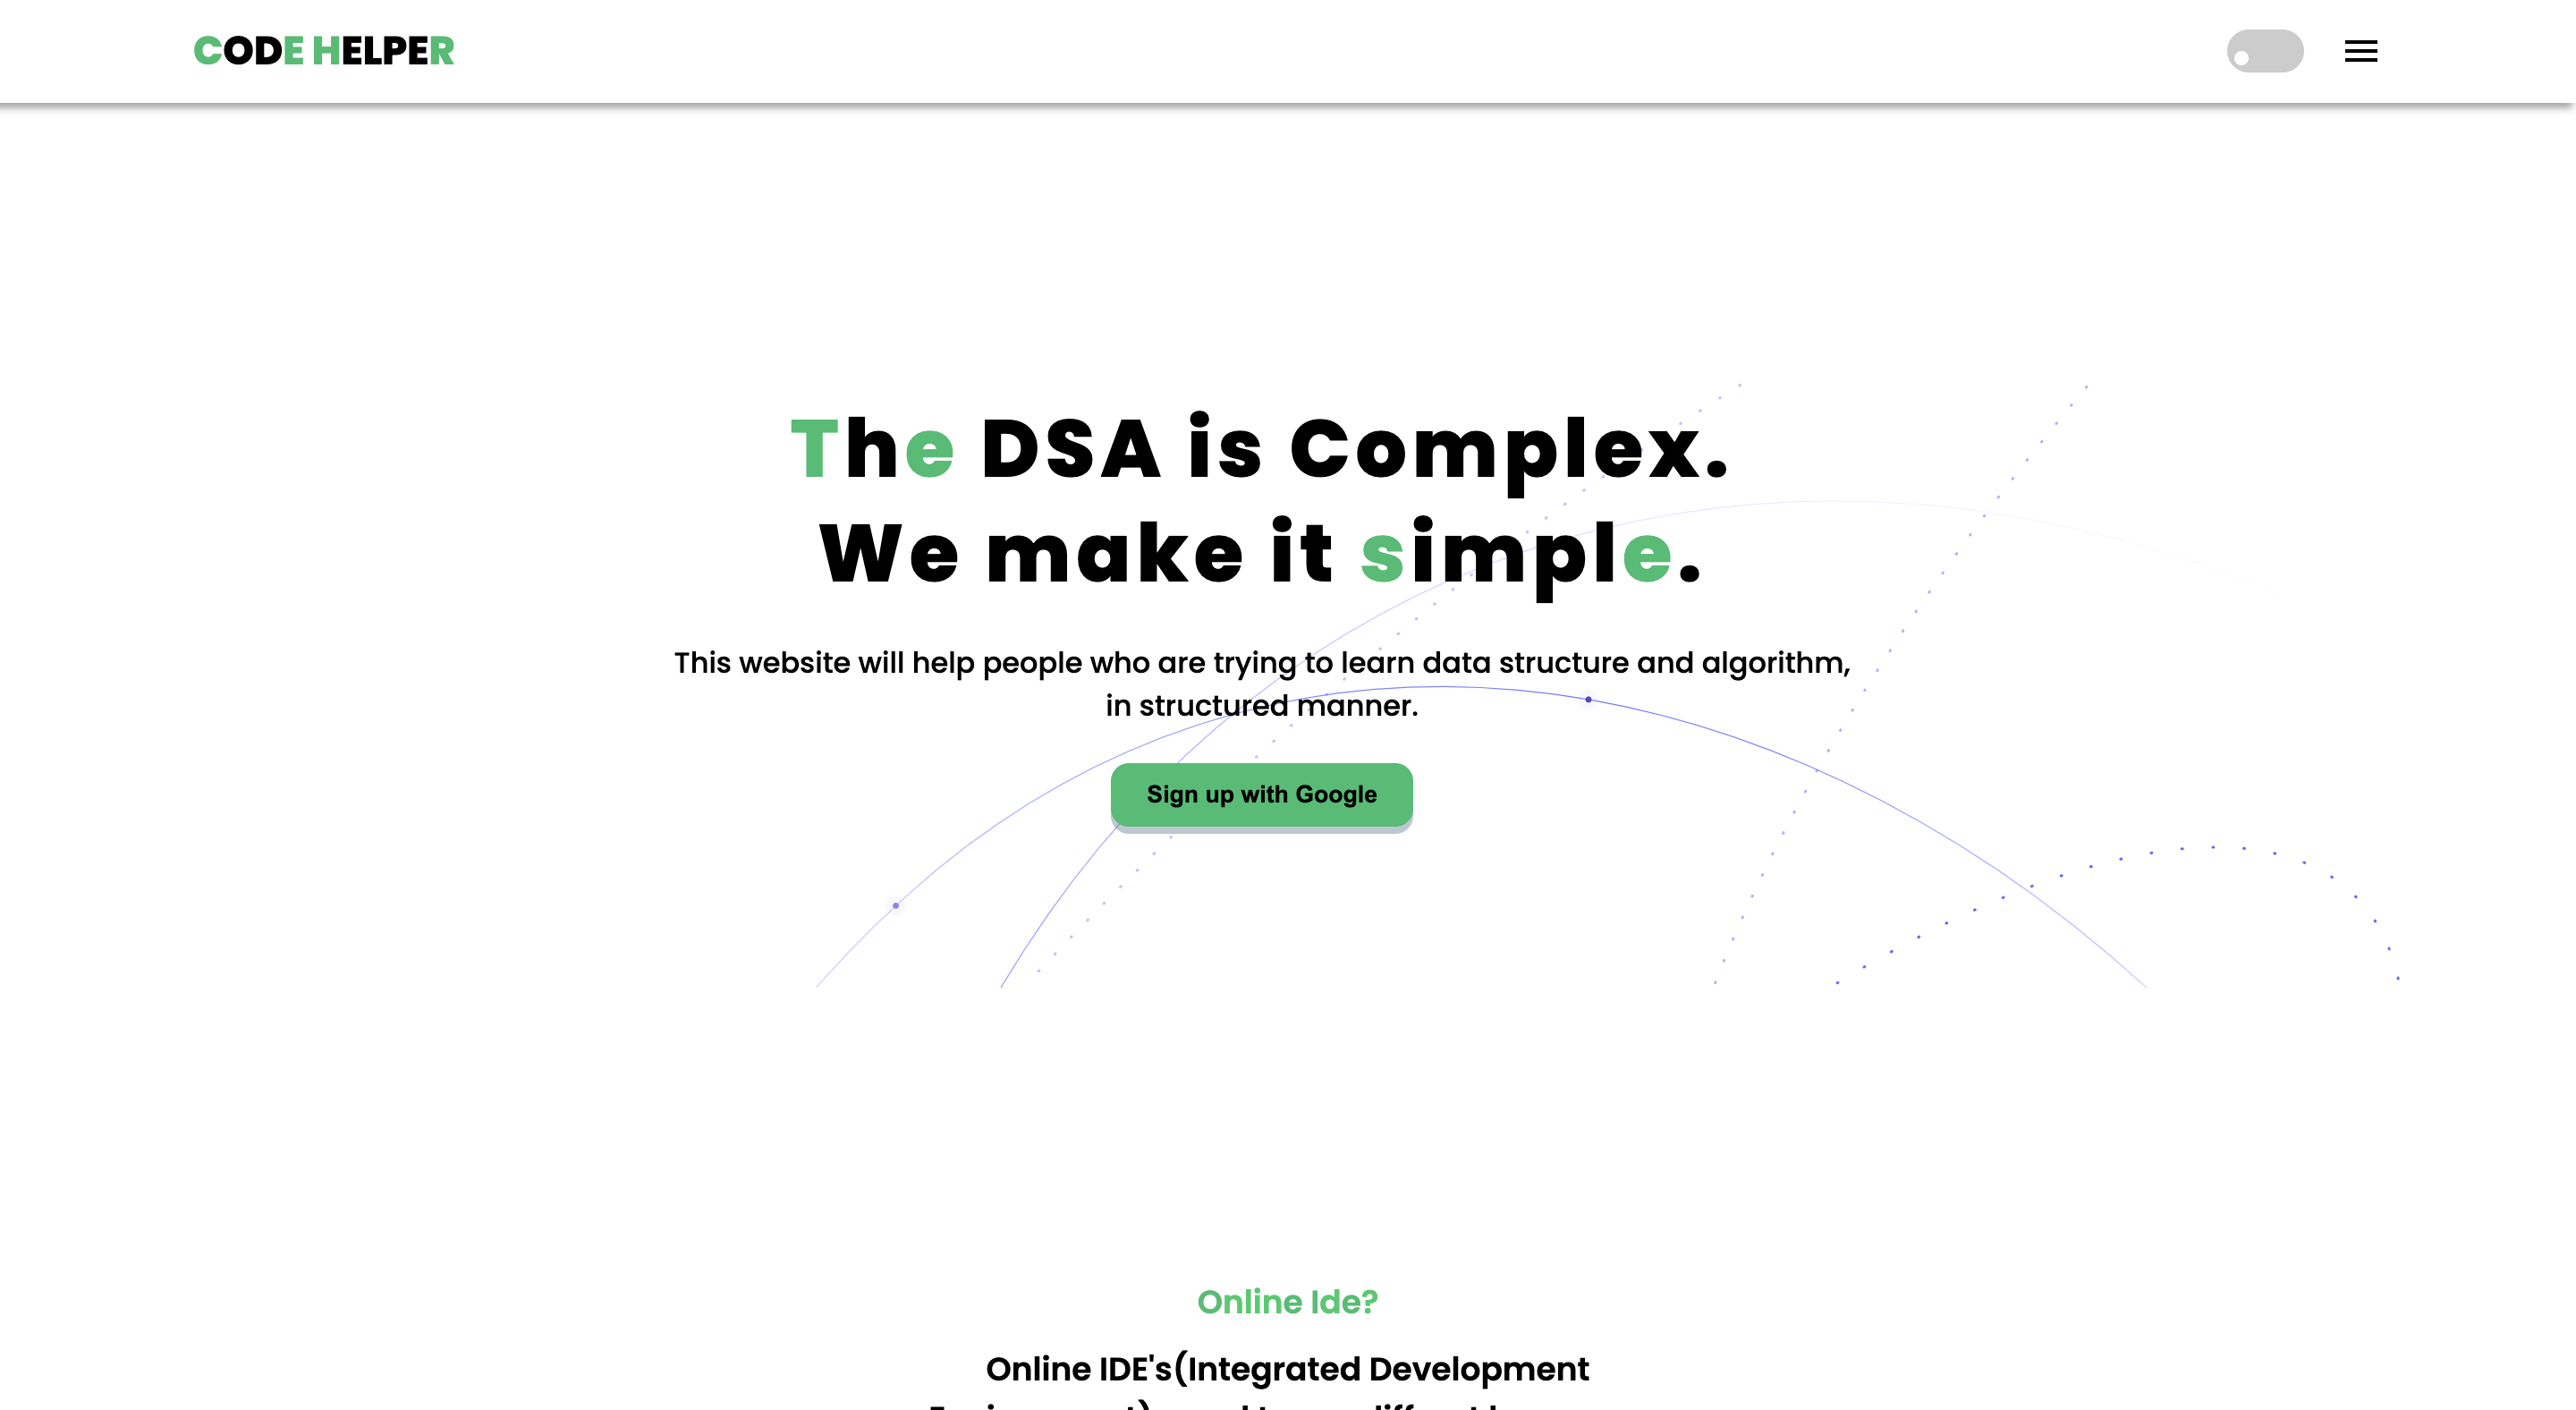 CODE HELPER
The DSA is Complex.
We make it simple.
This website will help people who are trying to learn data structure and algorithm,
in structured manner.
Sign up with Google
Online Ide?
Online IDE's(Integrated Development